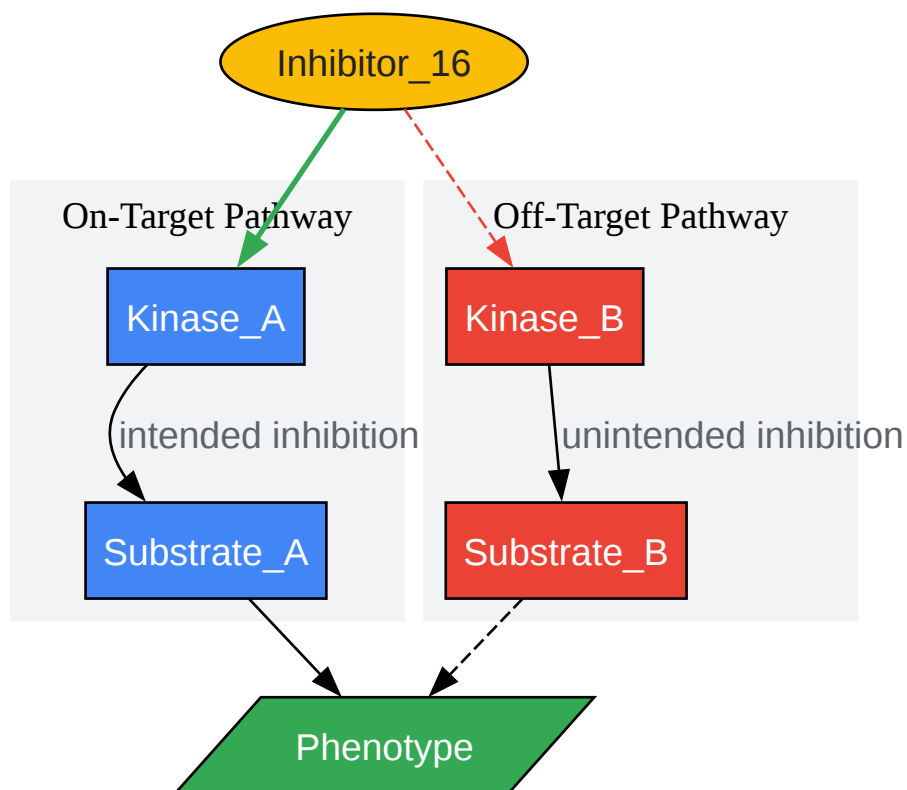 Inhibitor_16
On-Target Pathway
Off-Target Pathway
Kinase_A
Kinase_B
intended inhibition
unintended inhibition
Substrate_A
Substrate_B
Phenotype